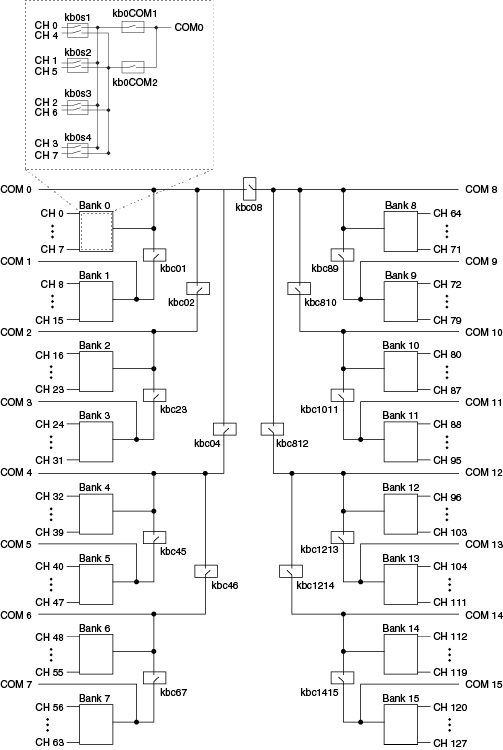 kb0s1
kb0COM1
CH 0
CH 4
COM0
kb0s2
CH 1
CH 5
kb0COM2
kb0s3
CH 2
CH 6
kb0s4
CH 3
CH 7
COM 0
COM 8
kbc08
Bank 0
CH 0
CH 7
Bank 8
CH 64
CH 71
COM 1
kbc01
kbc89
COM 9
Bank 1
CH 8
CH 15
kbc02
kbc810
Bank 9
CH 72
CH 79
COM 2
COM 10
Bank 2
CH 16
CH 23
Bank 10
CH 80
CH 87
COM 3
kbc23
kbc1011
COM 11
Bank 3
CH 24
CH 31
kbc04
kbc812
Bank 11
CH 88
CH 95
COM 4
COM 12
Bank 4
CH 32
CH 39
Bank 12
CH 96
CH 103
COM 5
kbc45
kbc1213
COM 13
Bank 5
CH 40
CH 47
kbc46
kbc1214
Bank 13
CH 104
CH 111
COM 6
COM 14
Bank 6
CH 48
CH 55
Bank 14
CH 112
CH 119
COM 7
kbc67
kbc1415
COM 15
Bank 7
CH 56
CH 63
Bank 15
CH 120
CH 127